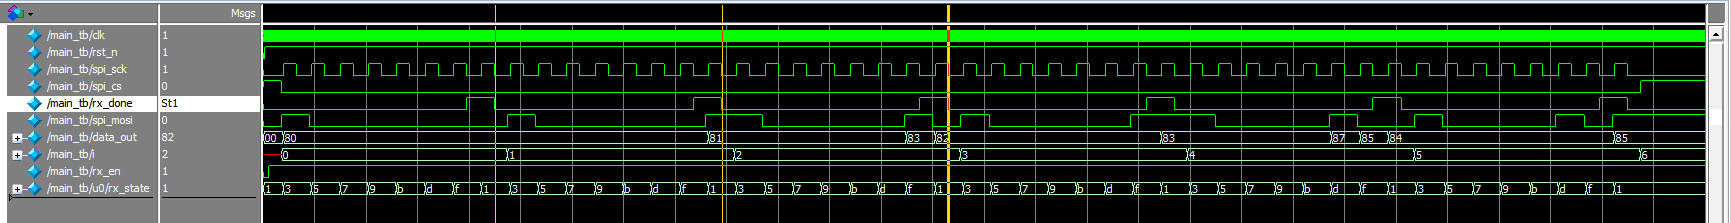 Msgs
/main_tb/clk 1
/main_tb/rst_n 1
/main_tb/spi_sck 1
/main_tb/spi_cs 0
/main_tb/rx_done St1
/main_tb/spi_mosi 0
/main_tb/data_out 82 00 80 81 83 82 83 87 85 84 85
/main_tb/i 2 0 1 2 3 4 5 6
/main_tb/rx_en 1
/main_tb/u0/rx_state 1 1 3 5 7 9 b d f 1 3 5 7 9 b d f 1 3 5 7 9 b d f 1 3 5 7 9 b d f 1 3 5 7 9 b d f 1 3 5 7 9 b d f 1